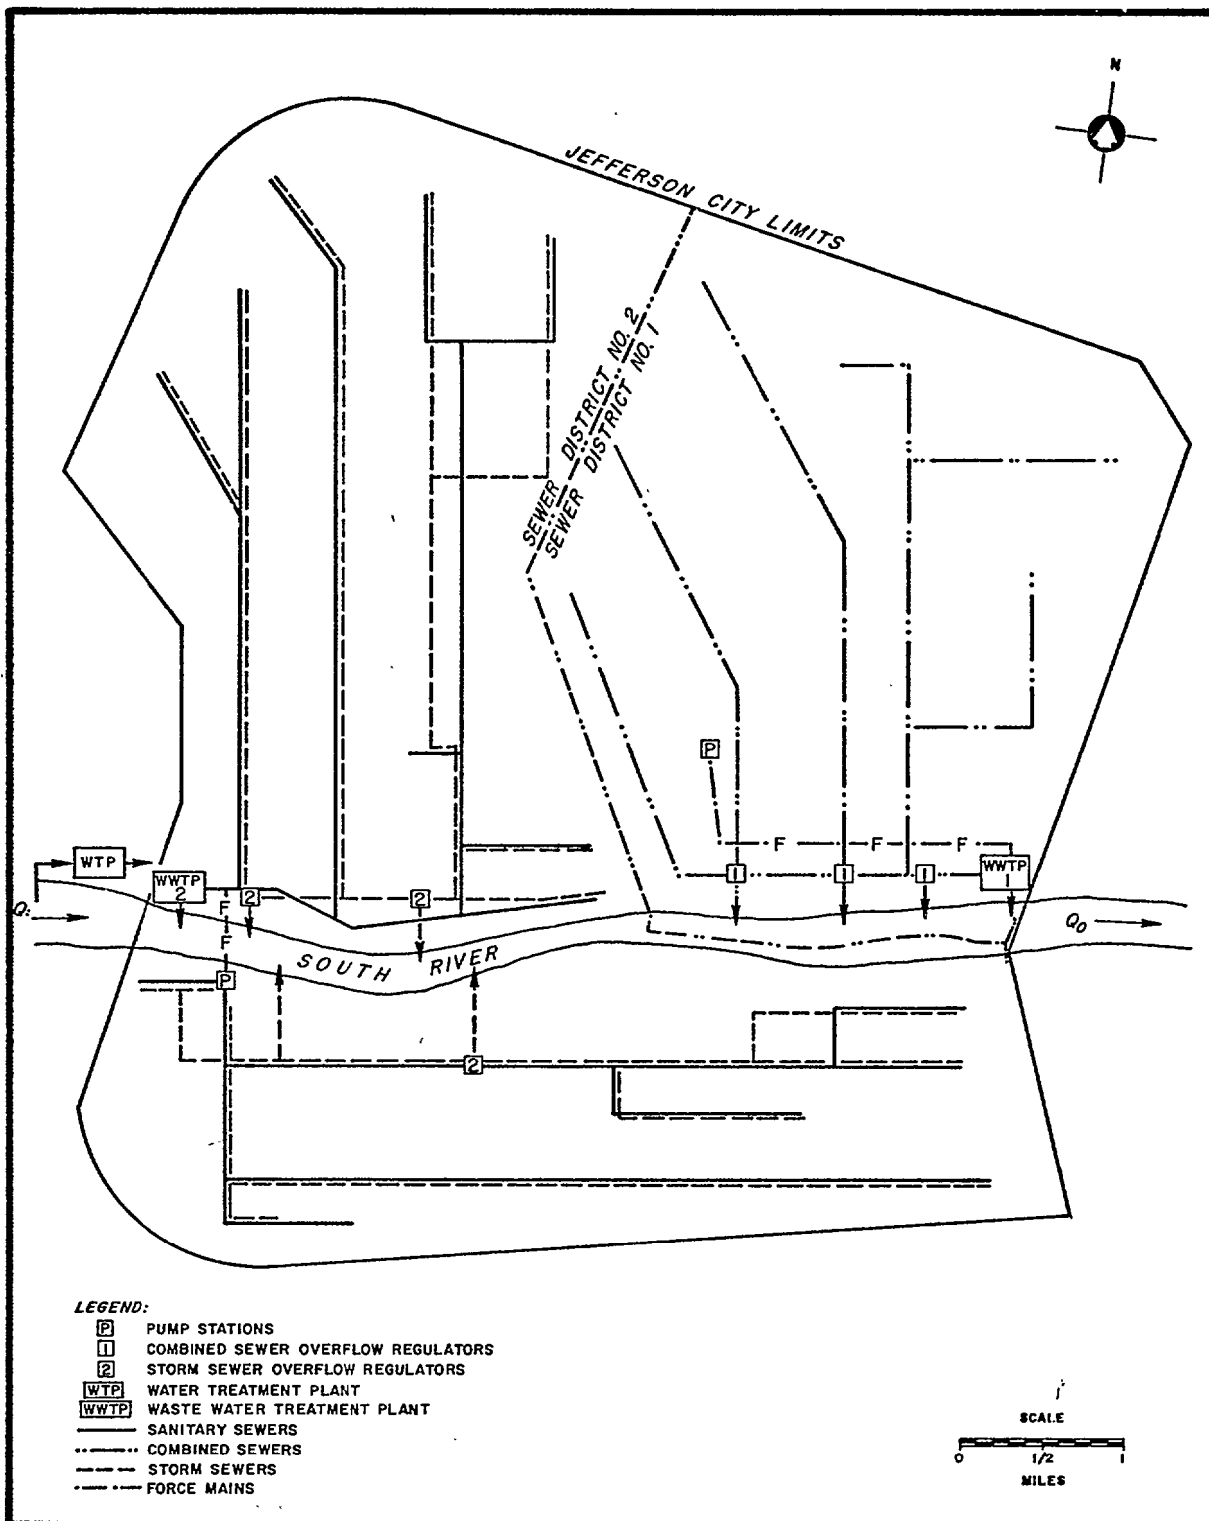 N
JEFFERSON CITY LIMITS
SEWER DISTRICT NO. 2
SEWER DISTRICT NO. 1
P
F F F
WTP
WWTP
2
2
2
1
1
1
WWTP
1
F
F
SOUTH RIVER
Q0
P
2
LEGEND:
P PUMP STATIONS
1 COMBINED SEWER OVERFLOW REGULATORS
2 STORM SEWER OVERFLOW REGULATORS
WTP WATER TREATMENT PLANT
WWTP WASTE WATER TREATMENT PLANT
SANITARY SEWERS
COMBINED SEWERS
STORM SEWERS
FORCE MAINS
SCALE
0 1/2 1
MILES